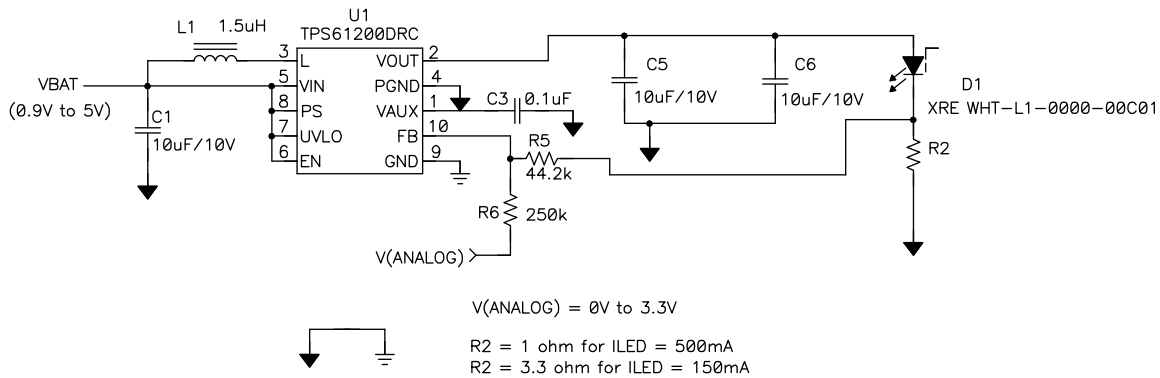 U1
TPS61200DRC
L1
1.5uH
3
L
VOUT
2
VBAT
(0.9V to 5V)
5
VIN
PGND
4
8
PS
VAUX
1
C3
0.1uF
7
UVLO
FB
10
6
EN
GND
9
C1
10uF/10V
C5
10uF/10V
C6
10uF/10V
D1
XRE WHT-L1-0000-00C01
R5
44.2k
R2
R6
250k
V(ANALOG)
V(ANALOG) = 0V to 3.3V
R2 = 1 ohm for ILED = 500mA
R2 = 3.3 ohm for ILED = 150mA